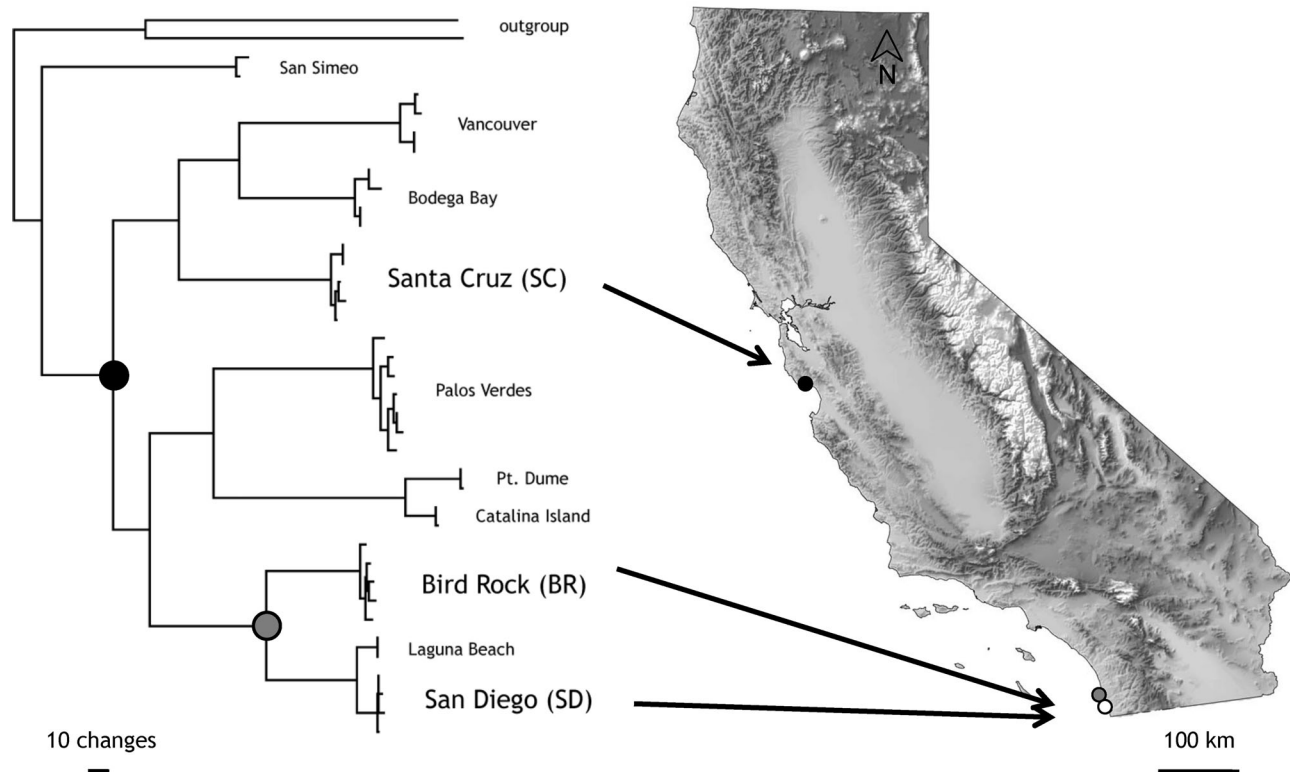 outgroup
San Simeo
Vancouver
Bodega Bay
Santa Cruz (SC)
Palos Verdes
Pt. Dume
Catalina Island
Bird Rock (BR)
Laguna Beach
San Diego (SD)
10 changes
N
100 km